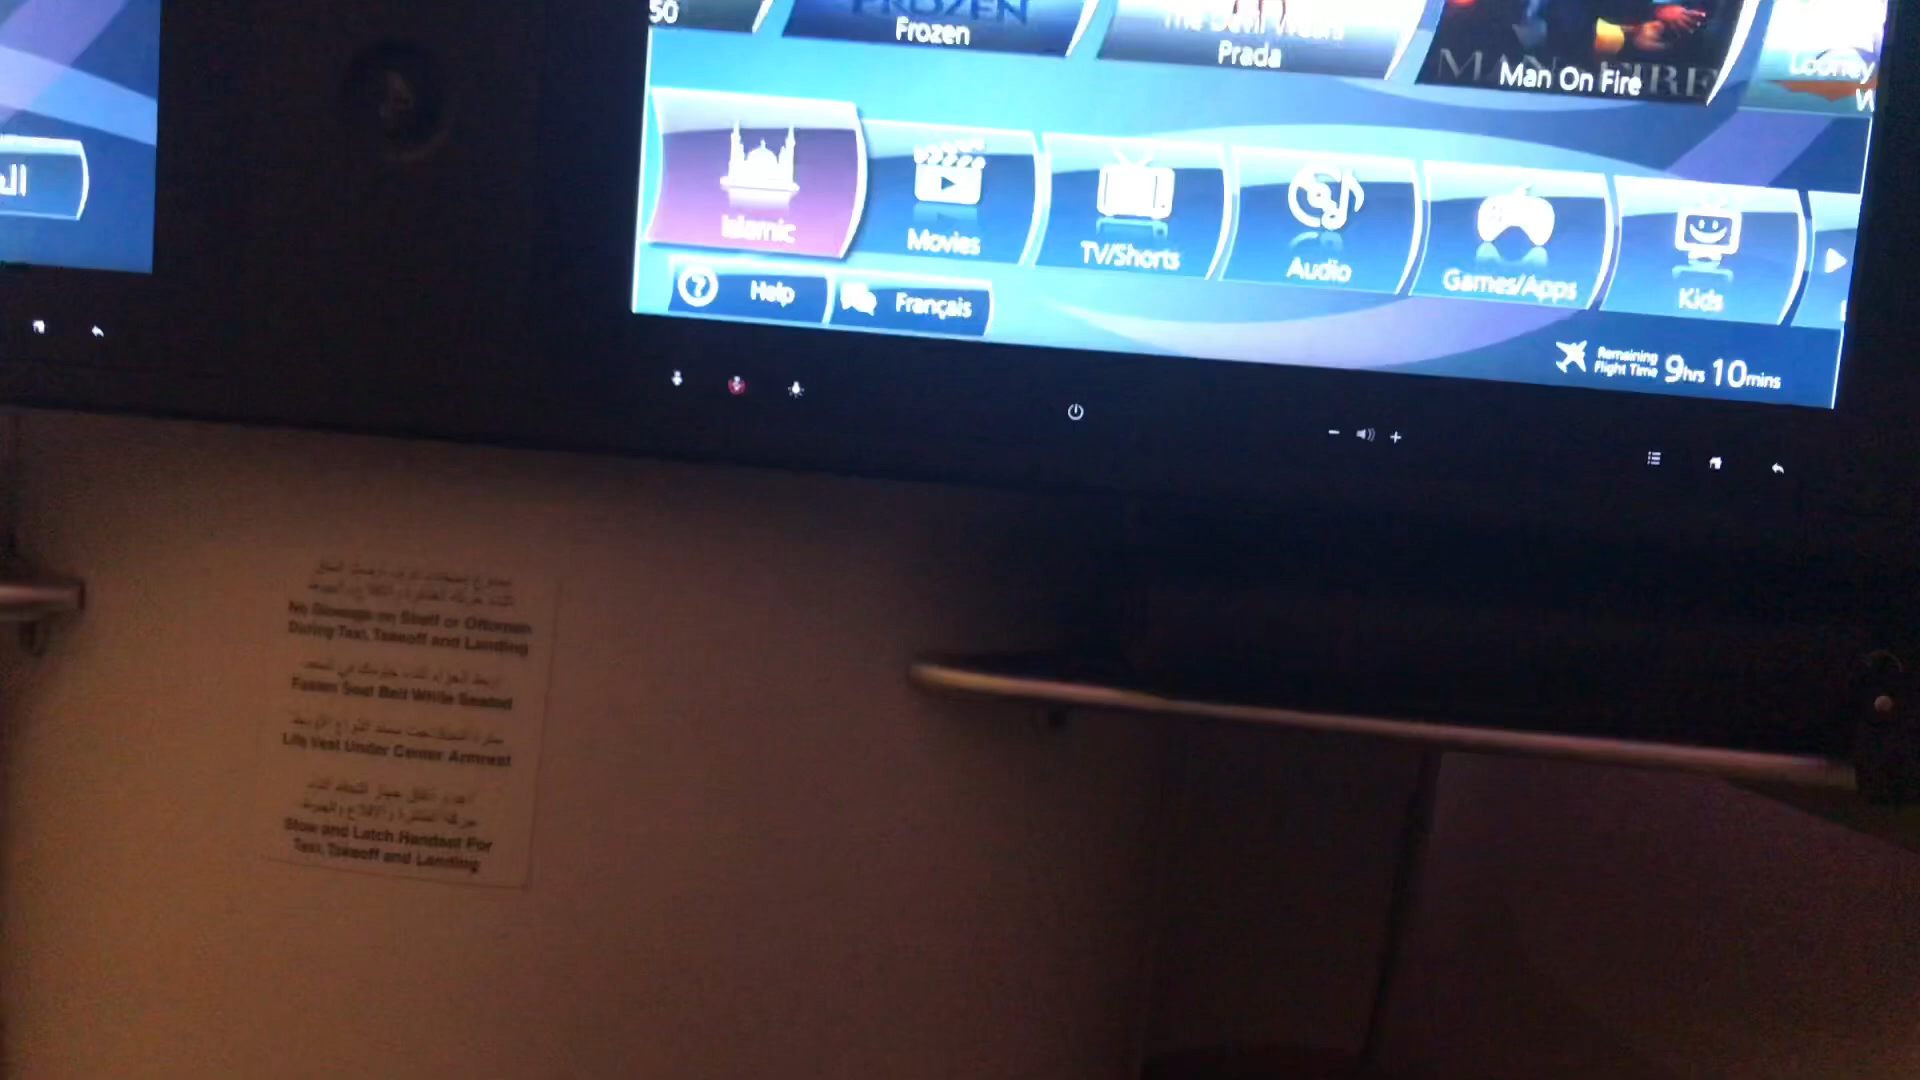 50
FROZEN
Frozen
The Devil Wears
Prada
MAN FIRE
Man On Fire
Looney
W
ال
Islamic
Movies
TV/Shorts
Audio
Games/Apps
Kids
? Help
Français
Remaining
Flight Time
9hrs 10mins
No Stowage on Shelf or Ottoman
During Taxi, Takeoff and Landing
Fasten Seat Belt While Seated
Life Vest Under Center Armrest
Stow and Latch Handset For
Taxi, Takeoff and Landing